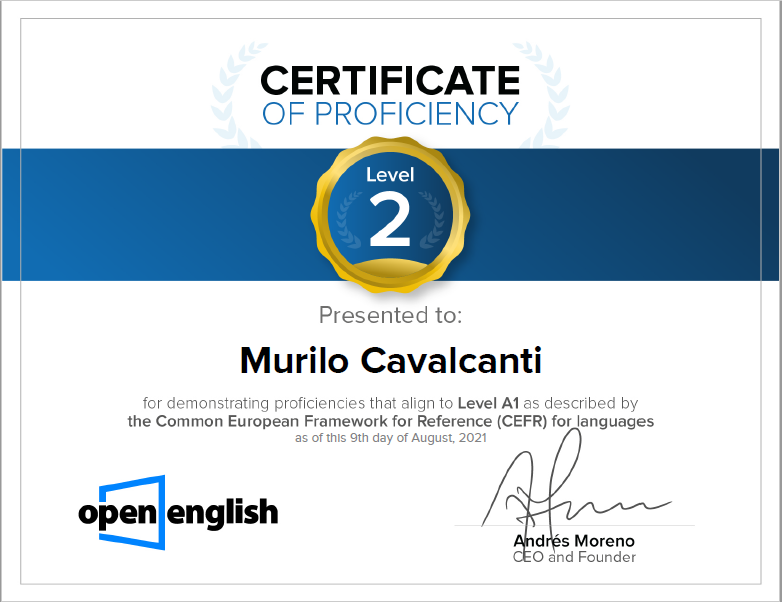 CERTIFICATE
OF PROFICIENCY
Level
2
Presented to:
Murilo Cavalcanti
for demonstrating proficiencies that align to Level A1 as described by
the Common European Framework for Reference (CEFR) for languages
as of this 9th day of August, 2021
open english
Andrés Moreno
CEO and Founder